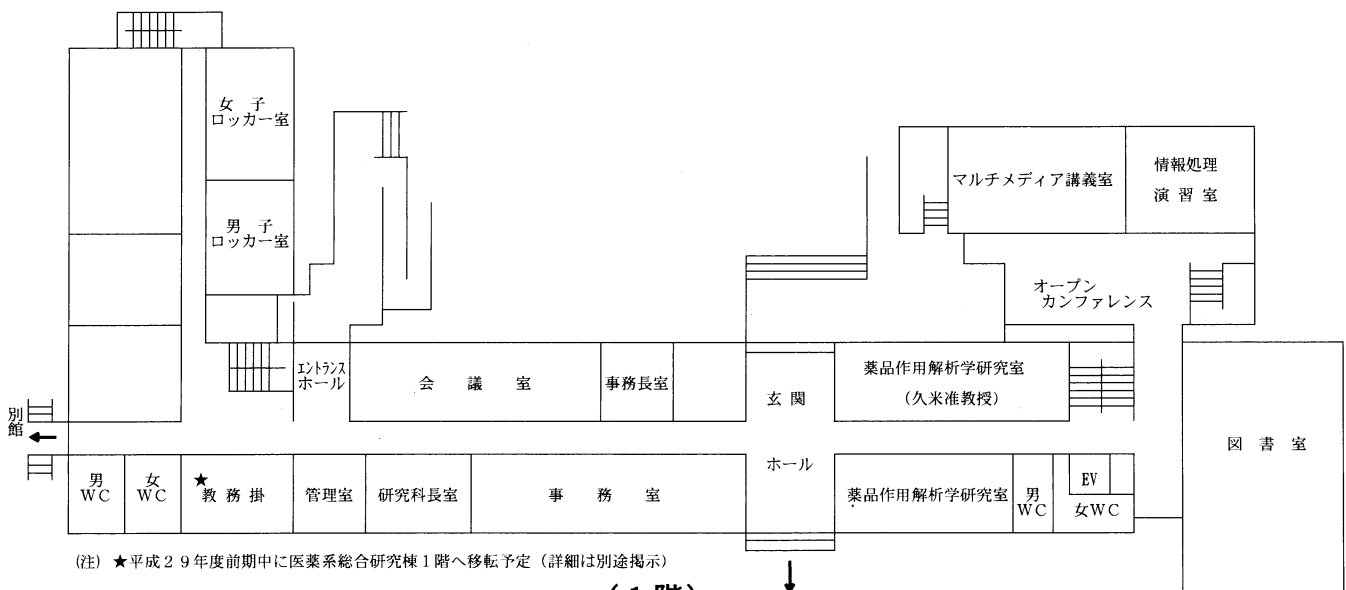 女 子
ロッカー室
男 子
ロッカー室
マルチメディア講義室
情報処理
演 習 室
オープン
カンファレンス
エントランス
ホール
会 議 室
事務長室
玄 関
薬品作用解析学研究室
(久米准教授)
別館
図 書 室
ホール
男
WC
女
WC
★
教 務 掛
管理室
研究科長室
事 務 室
薬品作用解析学研究室
男
WC
EV
女WC
(注) ★平成29年度前期中に医薬系総合研究棟1階へ移転予定(詳細は別途掲示)
(1階)